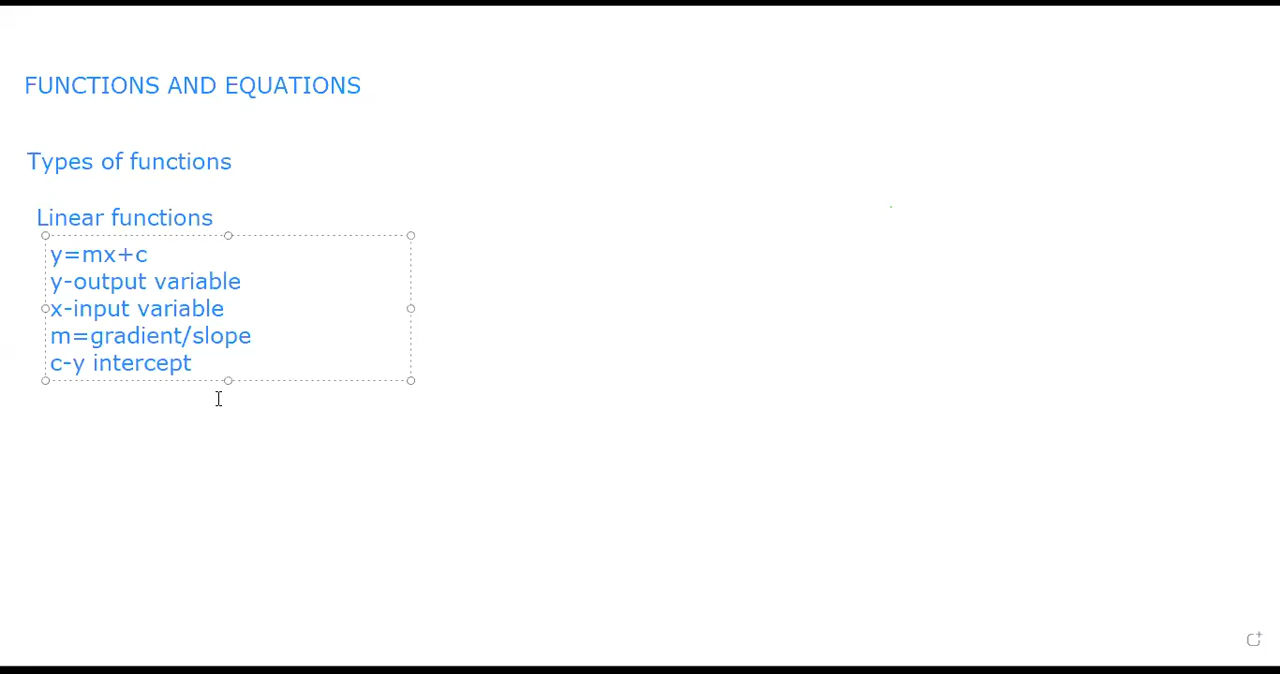 FUNCTIONS AND EQUATIONS
Types of functions
Linear functions
y=mx+c
y-output variable
x-input variable
m=gradient/slope
c-y intercept